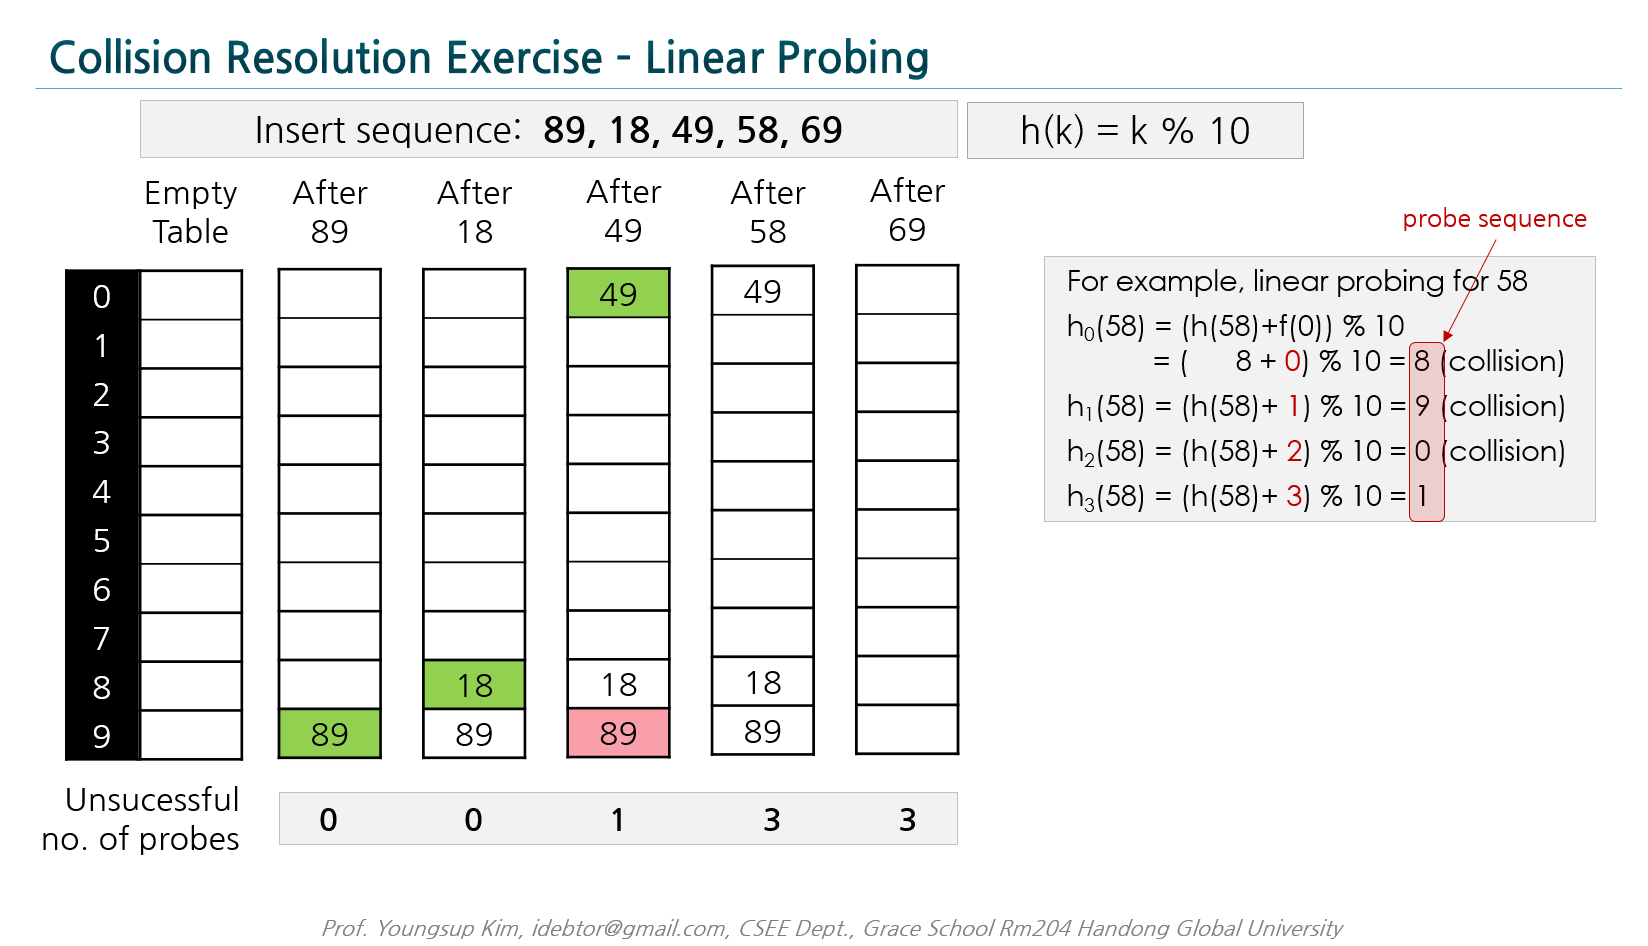 Collision Resolution Exercise - Linear Probing
Insert sequence: 89, 18, 49, 58, 69
h(k) = k % 10
Empty Table
After 89
After 18
After 49
After 58
After 69
probe sequence
0 49 49
1
2
3
4
5
6
7
8 18 18 18
9 89 89 89 89
Unsucessful
no. of probes
0 0 1 3 3
For example, linear probing for 58
h0(58) = (h(58)+f(0)) % 10
= ( 8 + 0) % 10 = 8 (collision)
h1(58) = (h(58)+ 1) % 10 = 9 (collision)
h2(58) = (h(58)+ 2) % 10 = 0 (collision)
h3(58) = (h(58)+ 3) % 10 = 1
Prof. Youngsup Kim, idebtor@gmail.com, CSEE Dept., Grace School Rm204 Handong Global University